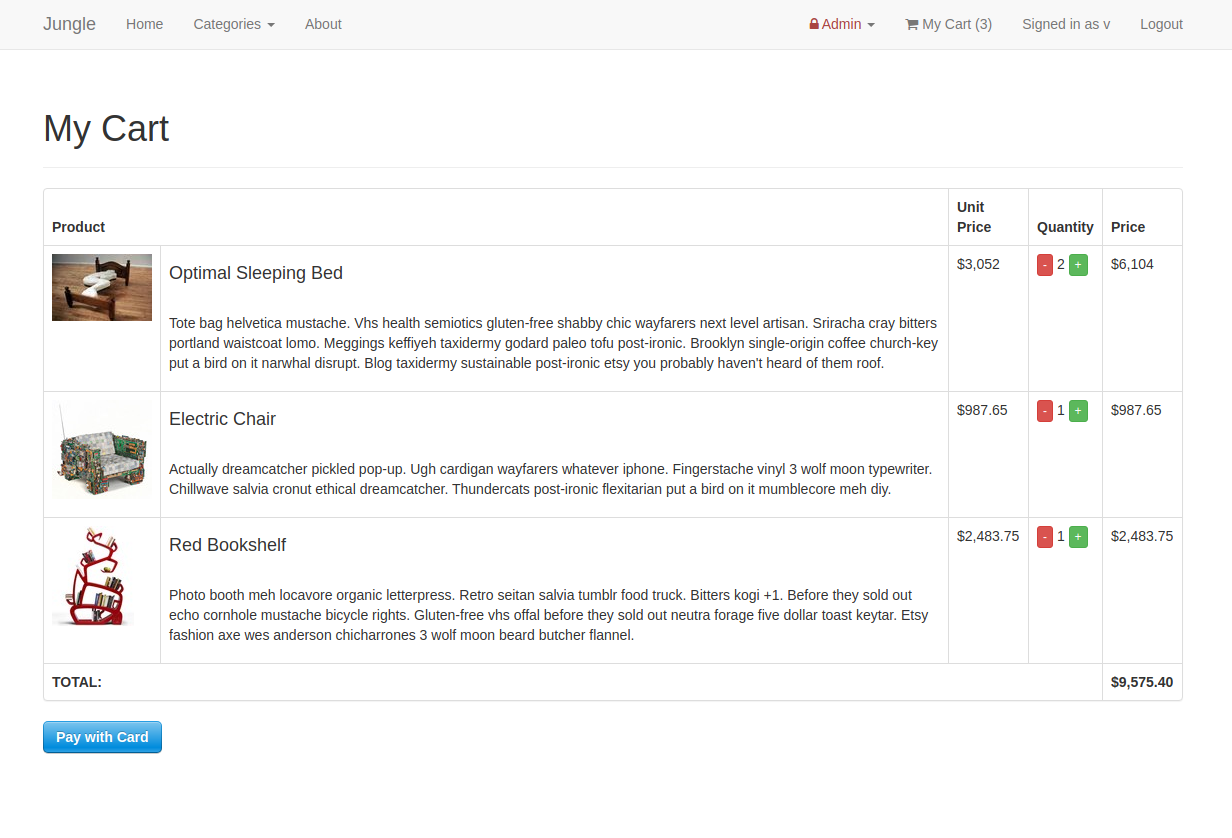 Jungle Home Categories About Admin My Cart (3) Signed in as v Logout
My Cart
Product Unit Price Quantity Price
Optimal Sleeping Bed $3,052 - 2 + $6,104
Tote bag helvetica mustache. Vhs health semiotics gluten-free shabby chic wayfarers next level artisan. Sriracha cray bitters
portland waistcoat lomo. Meggings keffiyeh taxidermy godard paleo tofu post-ironic. Brooklyn single-origin coffee church-key
put a bird on it narwhal disrupt. Blog taxidermy sustainable post-ironic etsy you probably haven't heard of them roof.
Electric Chair $987.65 - 1 + $987.65
Actually dreamcatcher pickled pop-up. Ugh cardigan wayfarers whatever iphone. Fingerstache vinyl 3 wolf moon typewriter.
Chillwave salvia cronut ethical dreamcatcher. Thundercats post-ironic flexitarian put a bird on it mumblecore meh diy.
Red Bookshelf $2,483.75 - 1 + $2,483.75
Photo booth meh locavore organic letterpress. Retro seitan salvia tumblr food truck. Bitters kogi +1. Before they sold out
echo cornhole mustache bicycle rights. Gluten-free vhs offal before they sold out neutra forage five dollar toast keytar. Etsy
fashion axe wes anderson chicharrones 3 wolf moon beard butcher flannel.
TOTAL: $9,575.40
Pay with Card